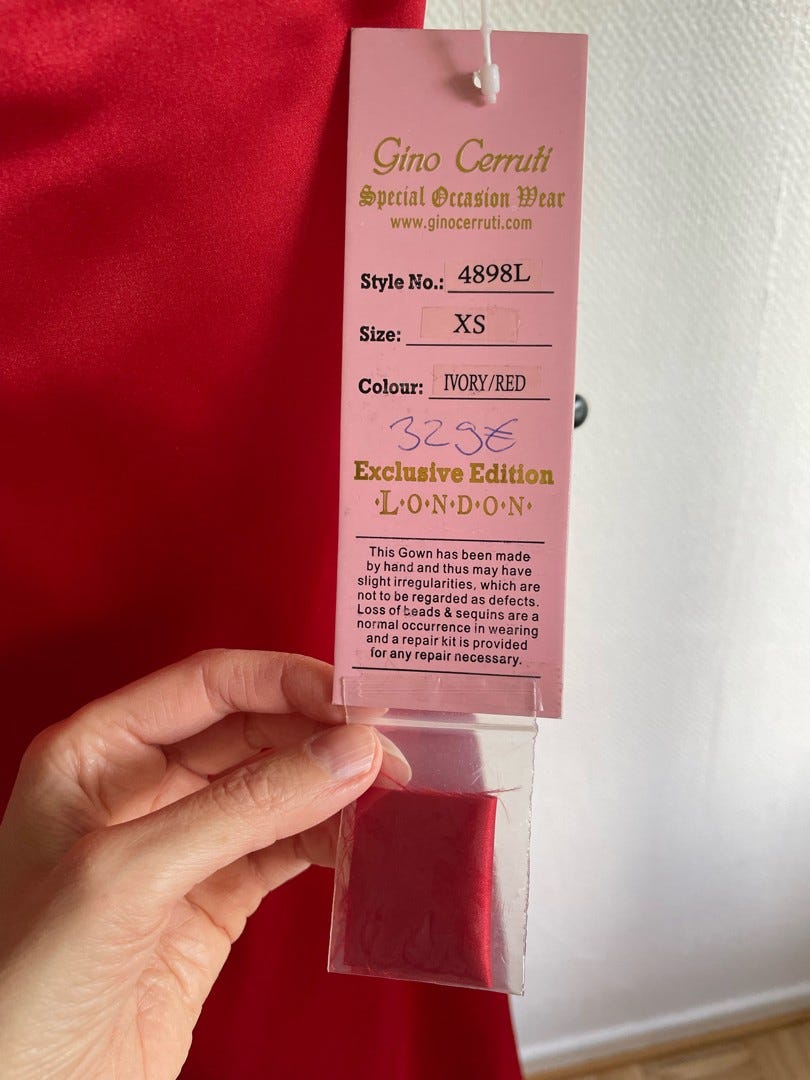 Gino Cerruti
Special Occasion Wear
www.ginocerruti.com
Style No.: 4898L
Size: XS
Colour: IVORY/RED
329€
Exclusive Edition
·L·O·N·D·O·N·
This Gown has been made
by hand and thus may have
slight irregularities, which are
not to be regarded as defects.
Loss of beads & sequins are a
normal occurrence in wearing
and a repair kit is provided
for any repair necessary.